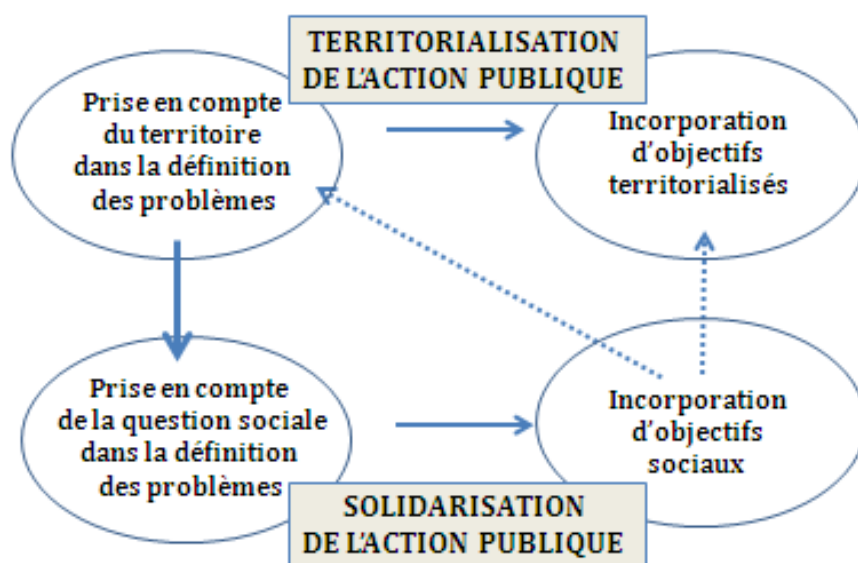 TERRITORIALISATION
DE L'ACTION PUBLIQUE
Prise en compte
du territoire
dans la définition
des problèmes
Incorporation
d'objectifs
territorialisés
Prise en compte
de la question sociale
dans la définition
des problèmes
Incorporation
d'objectifs
sociaux
SOLIDARISATION
DE L'ACTION PUBLIQUE